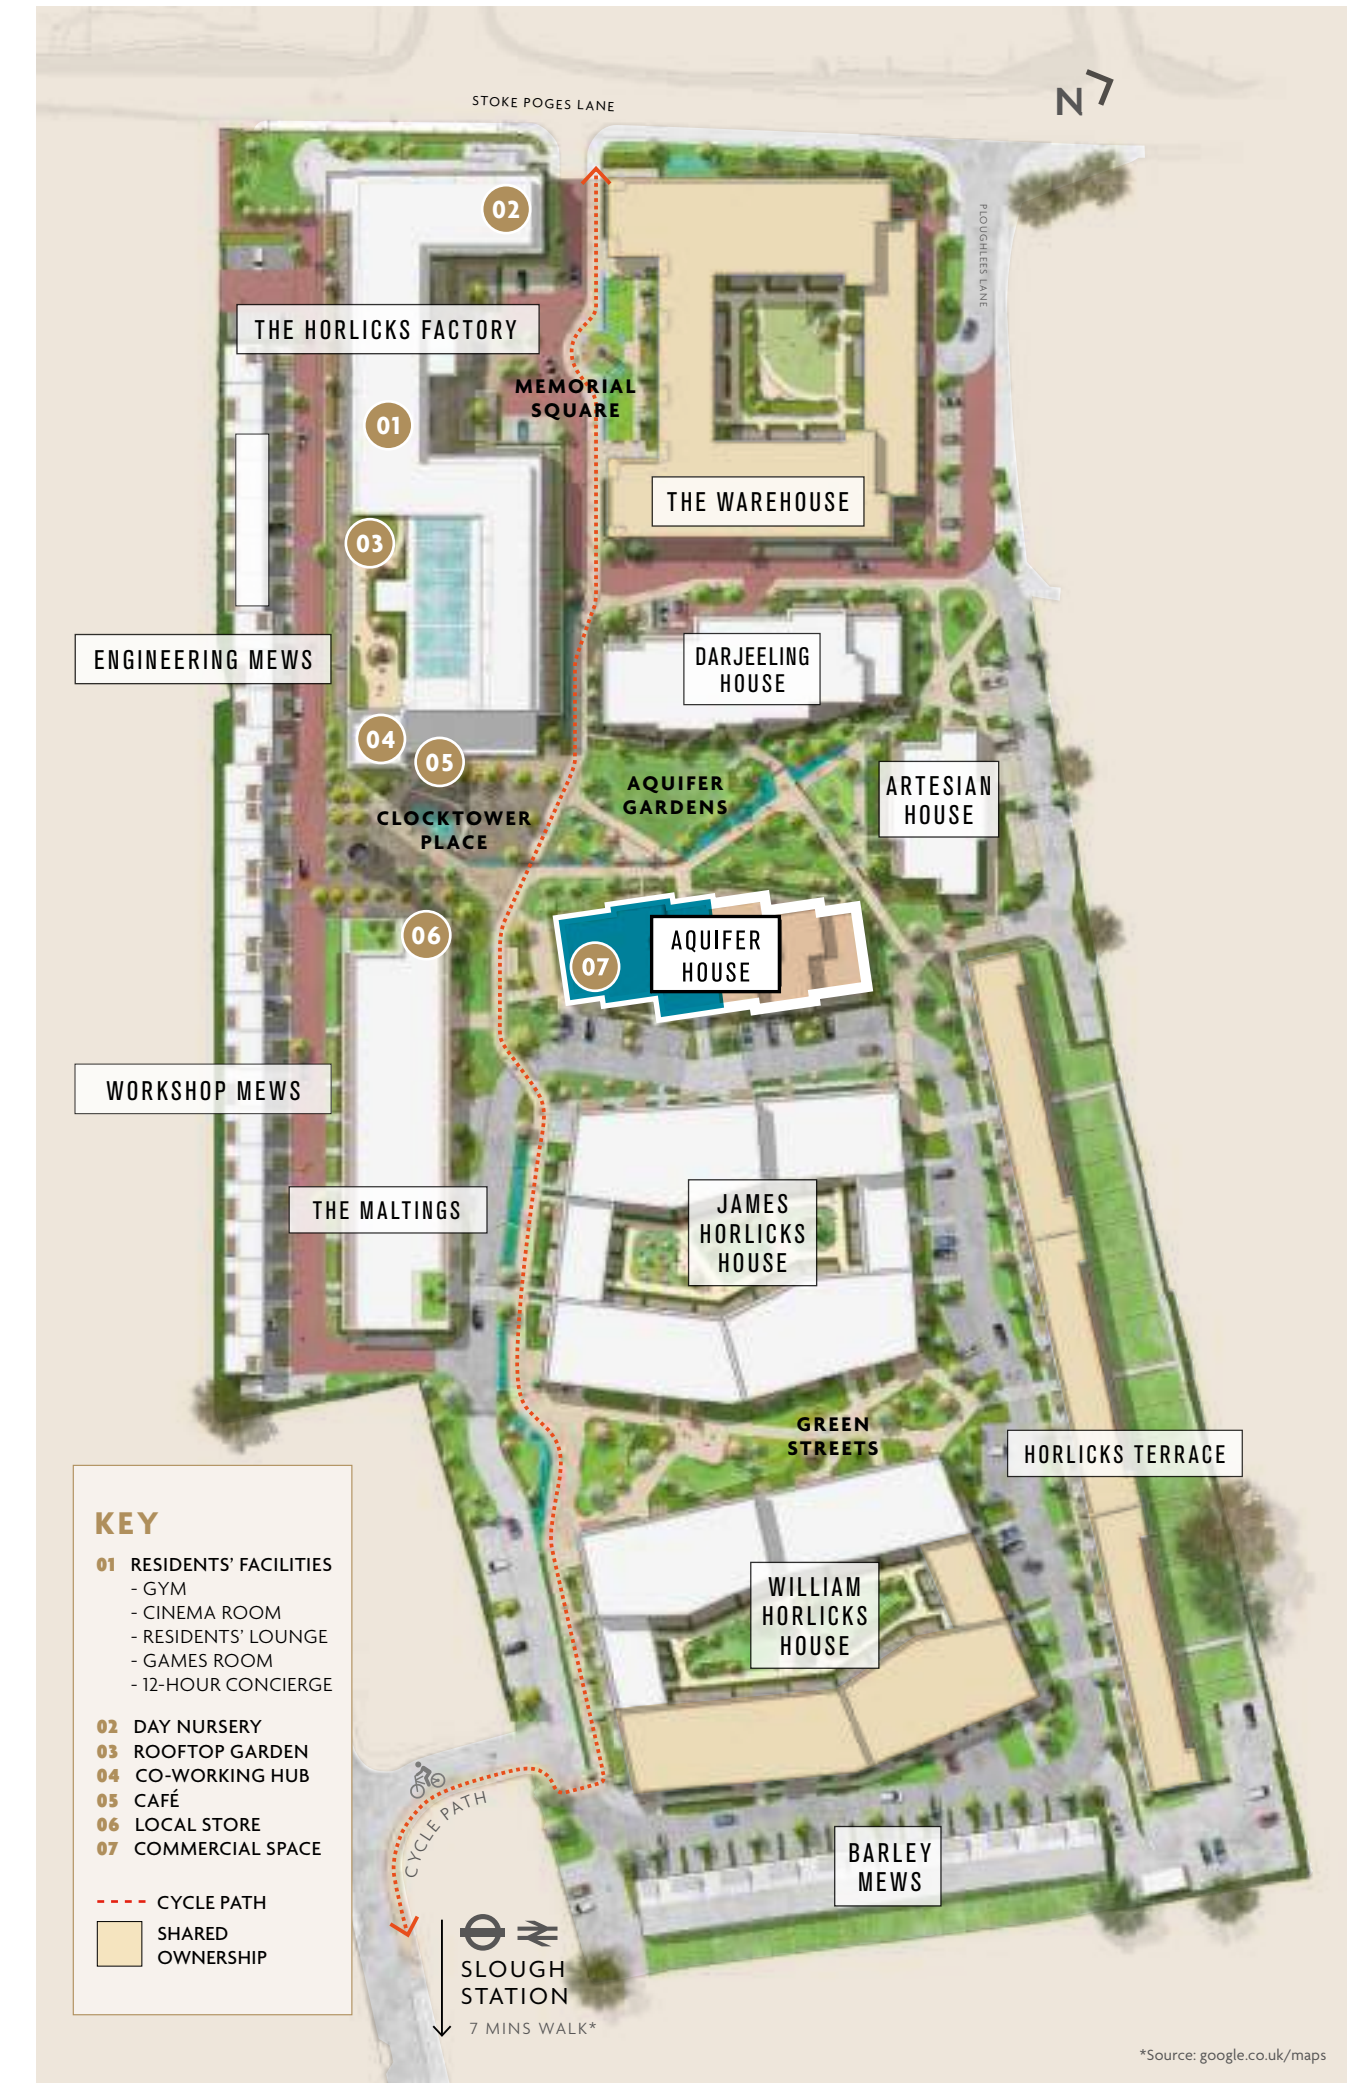 STOKE POGES LANE
N
PLOUGHLEES LANE
02
THE HORLICKS FACTORY
MEMORIAL
SQUARE
01
THE WAREHOUSE
03
ENGINEERING MEWS
DARJEELING
HOUSE
04
05
AQUIFER
GARDENS
ARTESIAN
HOUSE
CLOCKTOWER
PLACE
06
07
AQUIFER
HOUSE
WORKSHOP MEWS
THE MALTINGS
JAMES
HORLICKS
HOUSE
GREEN
STREETS
HORLICKS TERRACE
WILLIAM
HORLICKS
HOUSE
BARLEY
MEWS
KEY
01 RESIDENTS’ FACILITIES
- GYM
- CINEMA ROOM
- RESIDENTS’ LOUNGE
- GAMES ROOM
- 12-HOUR CONCIERGE
02 DAY NURSERY
03 ROOFTOP GARDEN
04 CO-WORKING HUB
05 CAFÉ
06 LOCAL STORE
07 COMMERCIAL SPACE
CYCLE PATH
SHARED
OWNERSHIP
CYCLE PATH
SLOUGH
STATION
7 MINS WALK*
*Source: google.co.uk/maps